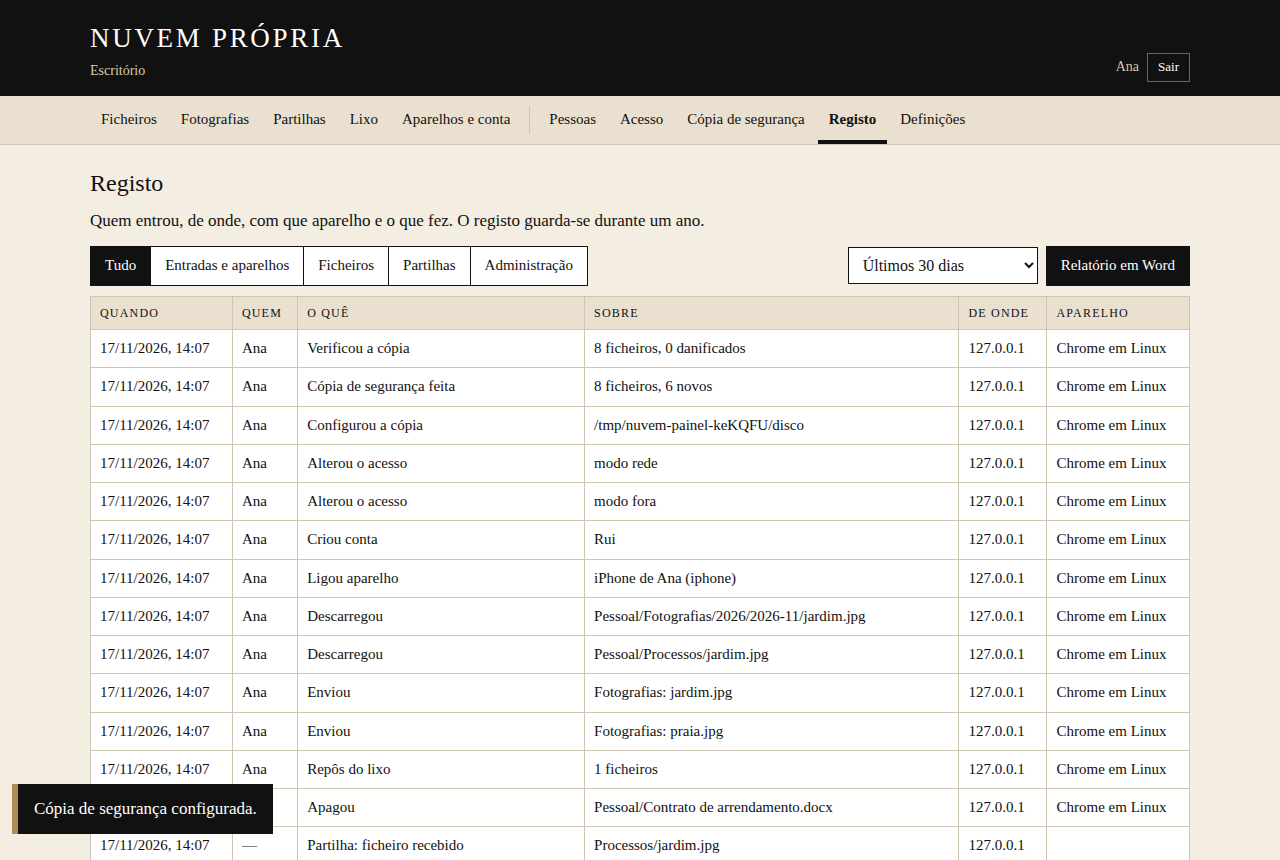 NUVEM PRÓPRIA
Escritório
Ana Sair
Ficheiros Fotografias Partilhas Lixo Aparelhos e conta Pessoas Acesso Cópia de segurança Registo Definições
Registo
Quem entrou, de onde, com que aparelho e o que fez. O registo guarda-se durante um ano.
Tudo Entradas e aparelhos Ficheiros Partilhas Administração Últimos 30 dias Relatório em Word
QUANDO QUEM O QUÊ SOBRE DE ONDE APARELHO
17/11/2026, 14:07 Ana Verificou a cópia 8 ficheiros, 0 danificados 127.0.0.1 Chrome em Linux
17/11/2026, 14:07 Ana Cópia de segurança feita 8 ficheiros, 6 novos 127.0.0.1 Chrome em Linux
17/11/2026, 14:07 Ana Configurou a cópia /tmp/nuvem-painel-keKQFU/disco 127.0.0.1 Chrome em Linux
17/11/2026, 14:07 Ana Alterou o acesso modo rede 127.0.0.1 Chrome em Linux
17/11/2026, 14:07 Ana Alterou o acesso modo fora 127.0.0.1 Chrome em Linux
17/11/2026, 14:07 Ana Criou conta Rui 127.0.0.1 Chrome em Linux
17/11/2026, 14:07 Ana Ligou aparelho iPhone de Ana (iphone) 127.0.0.1 Chrome em Linux
17/11/2026, 14:07 Ana Descarregou Pessoal/Fotografias/2026/2026-11/jardim.jpg 127.0.0.1 Chrome em Linux
17/11/2026, 14:07 Ana Descarregou Pessoal/Processos/jardim.jpg 127.0.0.1 Chrome em Linux
17/11/2026, 14:07 Ana Enviou Fotografias: jardim.jpg 127.0.0.1 Chrome em Linux
17/11/2026, 14:07 Ana Enviou Fotografias: praia.jpg 127.0.0.1 Chrome em Linux
17/11/2026, 14:07 Ana Repôs do lixo 1 ficheiros 127.0.0.1 Chrome em Linux
Apagou Pessoal/Contrato de arrendamento.docx 127.0.0.1 Chrome em Linux
Cópia de segurança configurada.
17/11/2026, 14:07 — Partilha: ficheiro recebido Processos/jardim.jpg 127.0.0.1